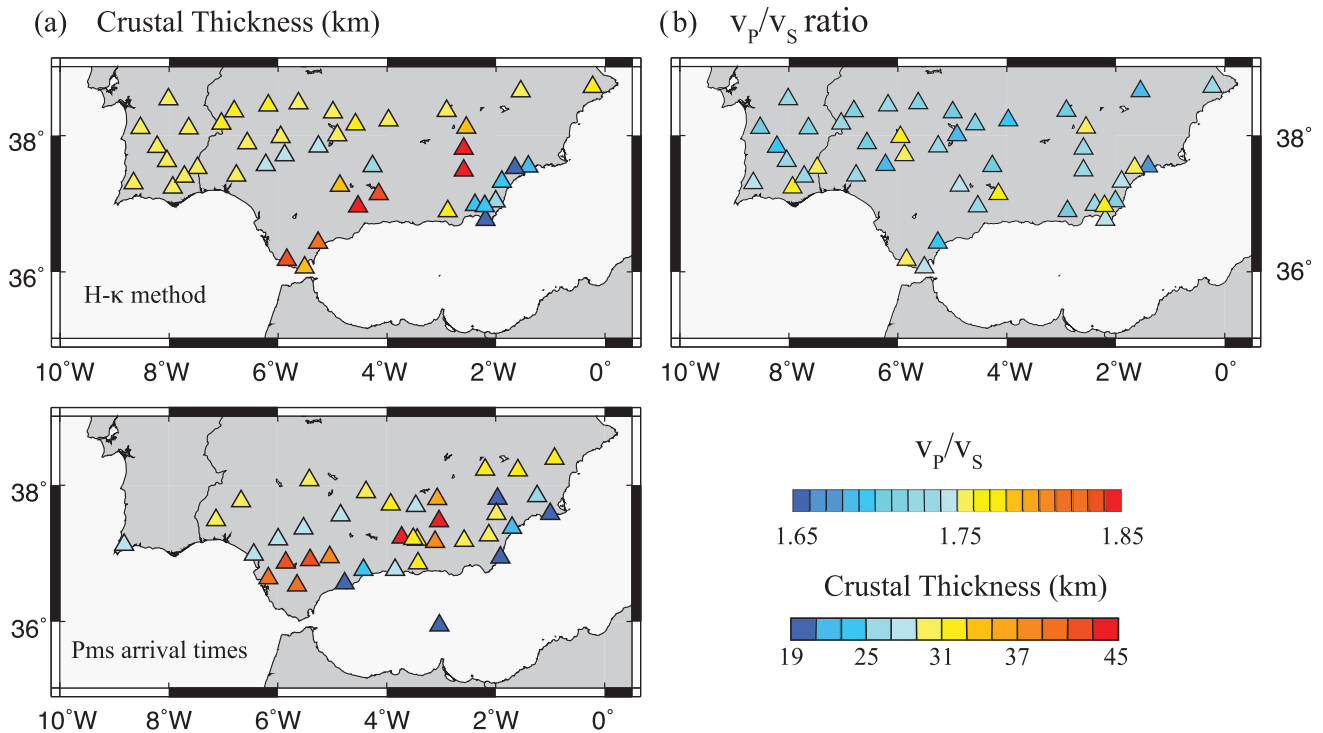 (a) Crustal Thickness (km)
(b) vP/vS ratio
38°
36°
H-κ method
10°W 8°W 6°W 4°W 2°W 0°
38°
36°
10°W 8°W 6°W 4°W 2°W 0°
38°
36°
Pms arrival times
10°W 8°W 6°W 4°W 2°W 0°
vP/vS
1.65 1.75 1.85
Crustal Thickness (km)
19 25 31 37 45